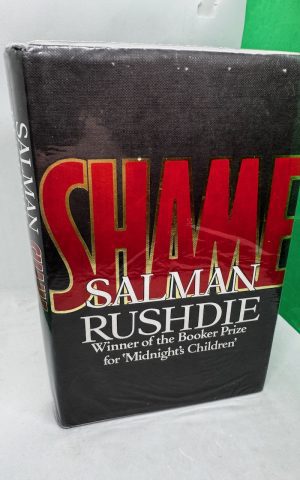 SHAME
SALMAN
RUSHDIE
Winner of the Booker Prize
for 'Midnight's Children'
SALMAN